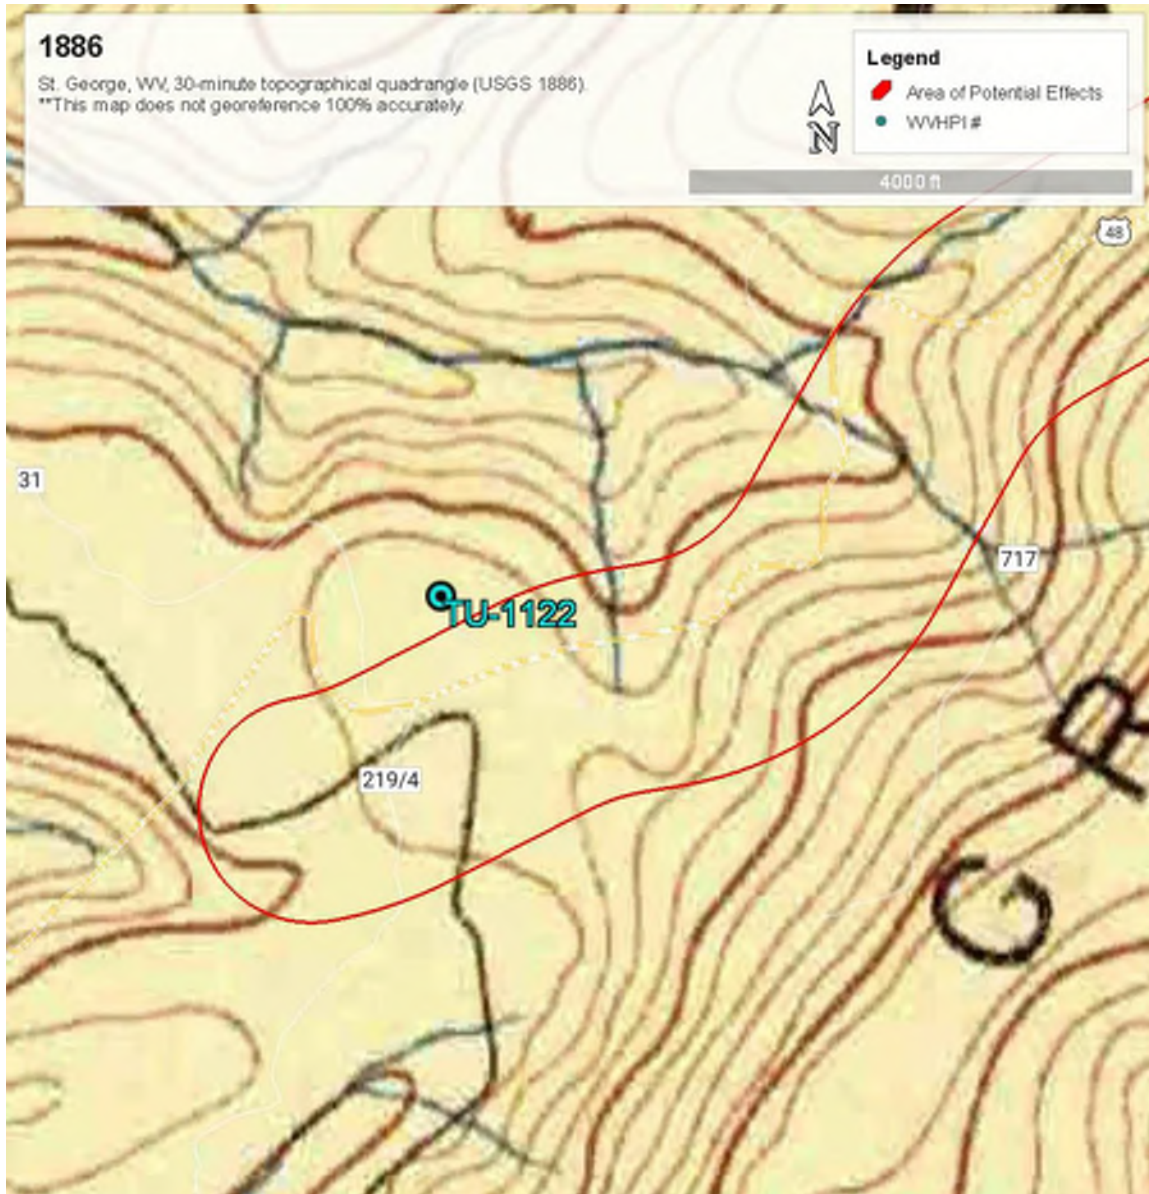 1886
St. George, WV, 30-minute topographical quadrangle (USGS 1886).
**This map does not georeference 100% accurately.
Legend
Area of Potential Effects
WVHPI #
N
4000 ft
48
31
717
TU-1122
R
219/4
G